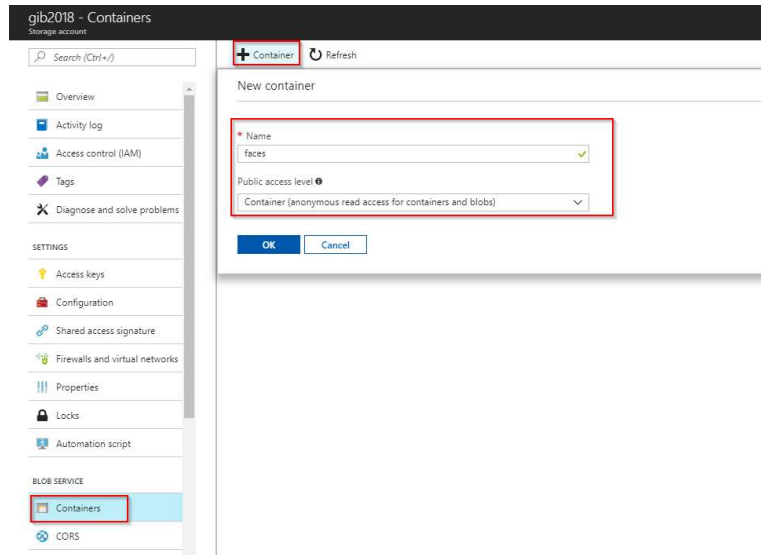 gib2018 - Containers
Storage account
Search (Ctrl+/)
Overview
Activity log
Access control (IAM)
Tags
Diagnose and solve problems
SETTINGS
Access keys
Configuration
Shared access signature
Firewalls and virtual networks
Properties
Locks
Automation script
BLOB SERVICE
Containers
CORS
Container
Refresh
New container
* Name
faces
Public access level
Container (anonymous read access for containers and blobs)
OK
Cancel